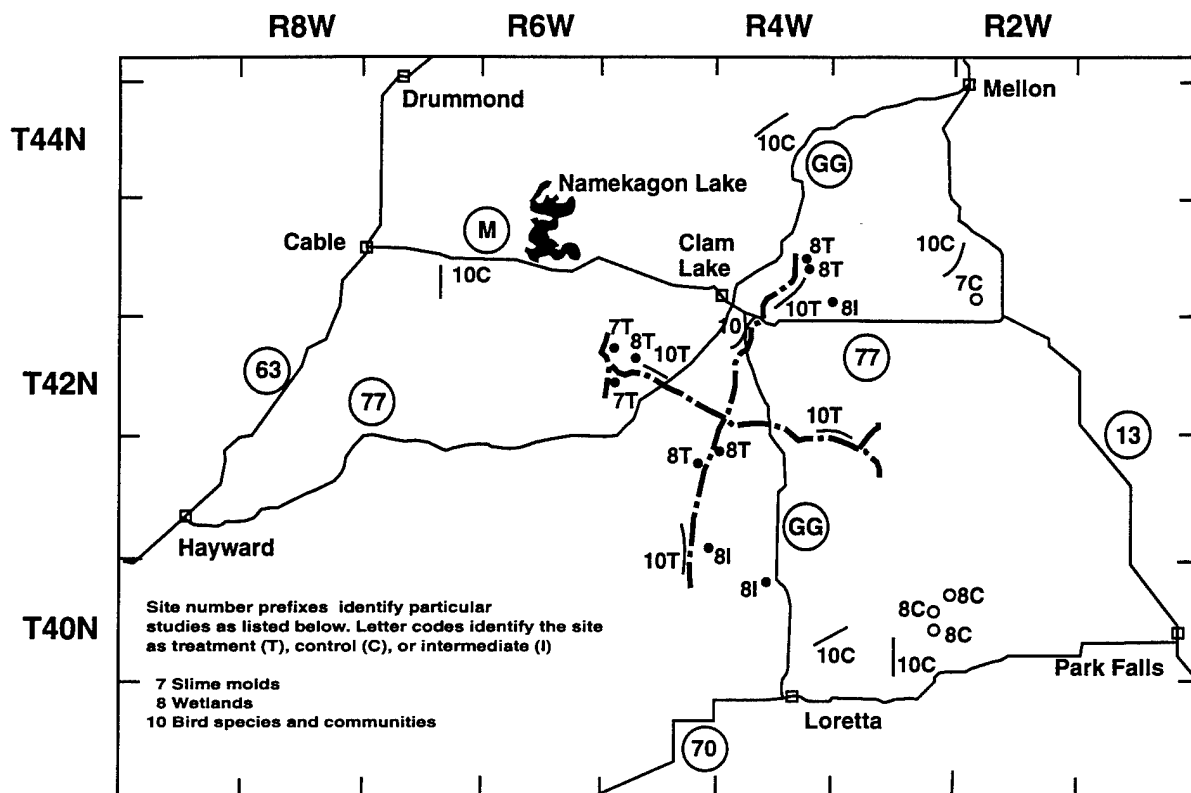 R8W R6W R4W R2W
Drummond
Mellon
T44N
10C
GG
Namekagon Lake
M
Cable
10C
Clam
Lake
8T
8T
10C
7C
10T
8I
10
7T
8T
10T
63
77
T42N
7T
77
10T
13
8T
8T
GG
Hayward
10T
8I
8I
Site number prefixes identify particular
studies as listed below. Letter codes identify the site
as treatment (T), control (C), or intermediate (I)
T40N
8C
8C
8C
10C
10C
Park Falls
7 Slime molds
8 Wetlands
10 Bird species and communities
Loretta
70